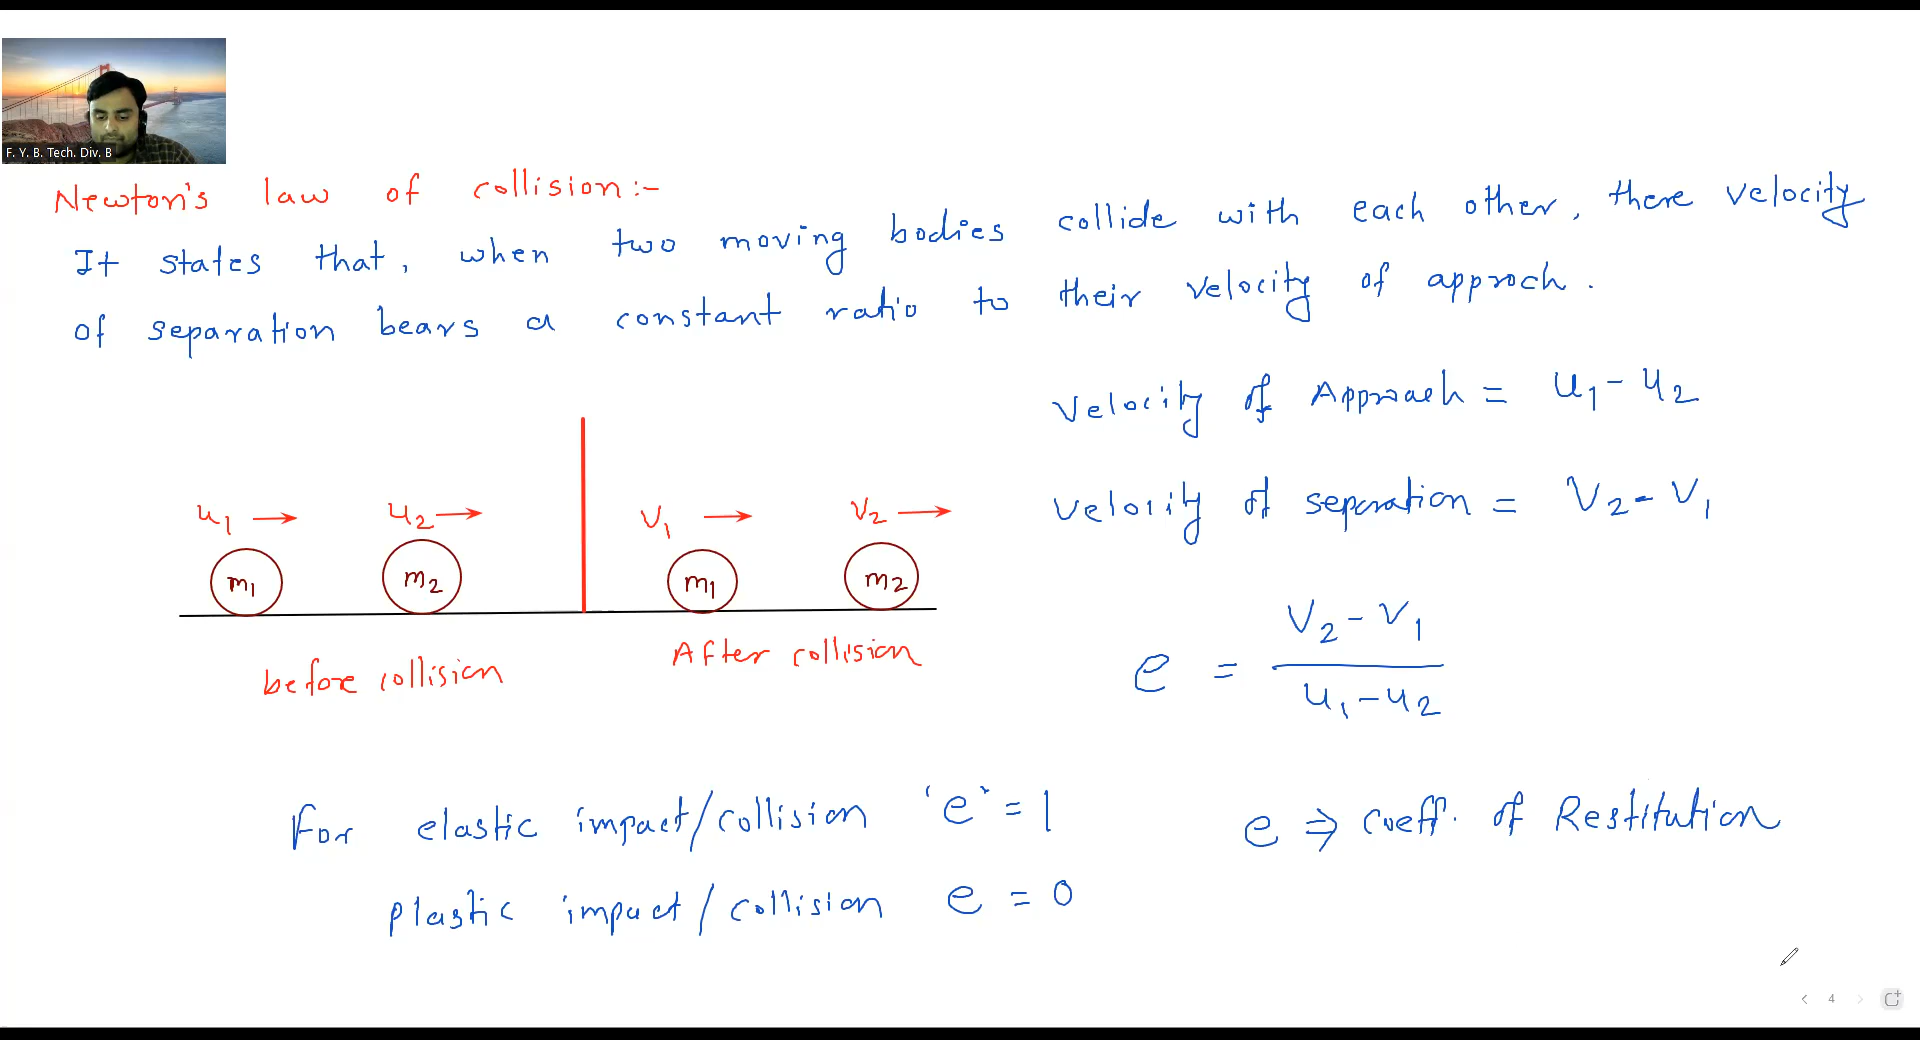 F. Y. B. Tech. Div. B
Newton's law of collision:-
It states that, when two moving bodies collide with each other, there velocity
of separation bears a constant ratio to their velocity of approch.
Velocity of Approach = u1 - u2
Velocity of separation = V2 - V1
u1 → u2 → V1 → V2 →
m1 m2 m1 m2
before collision After collision
e = V2 - V1 / u1 - u2
For elastic impact/collision 'e' = 1
plastic impact/collision e = 0
e ⇒ coeff. of Restitution
4